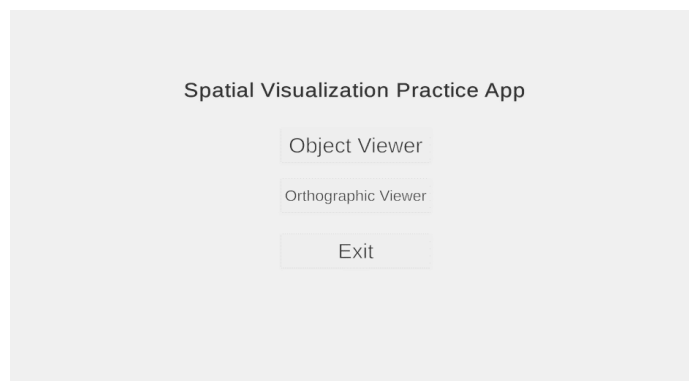 Spatial Visualization Practice App
Object Viewer
Orthographic Viewer
Exit